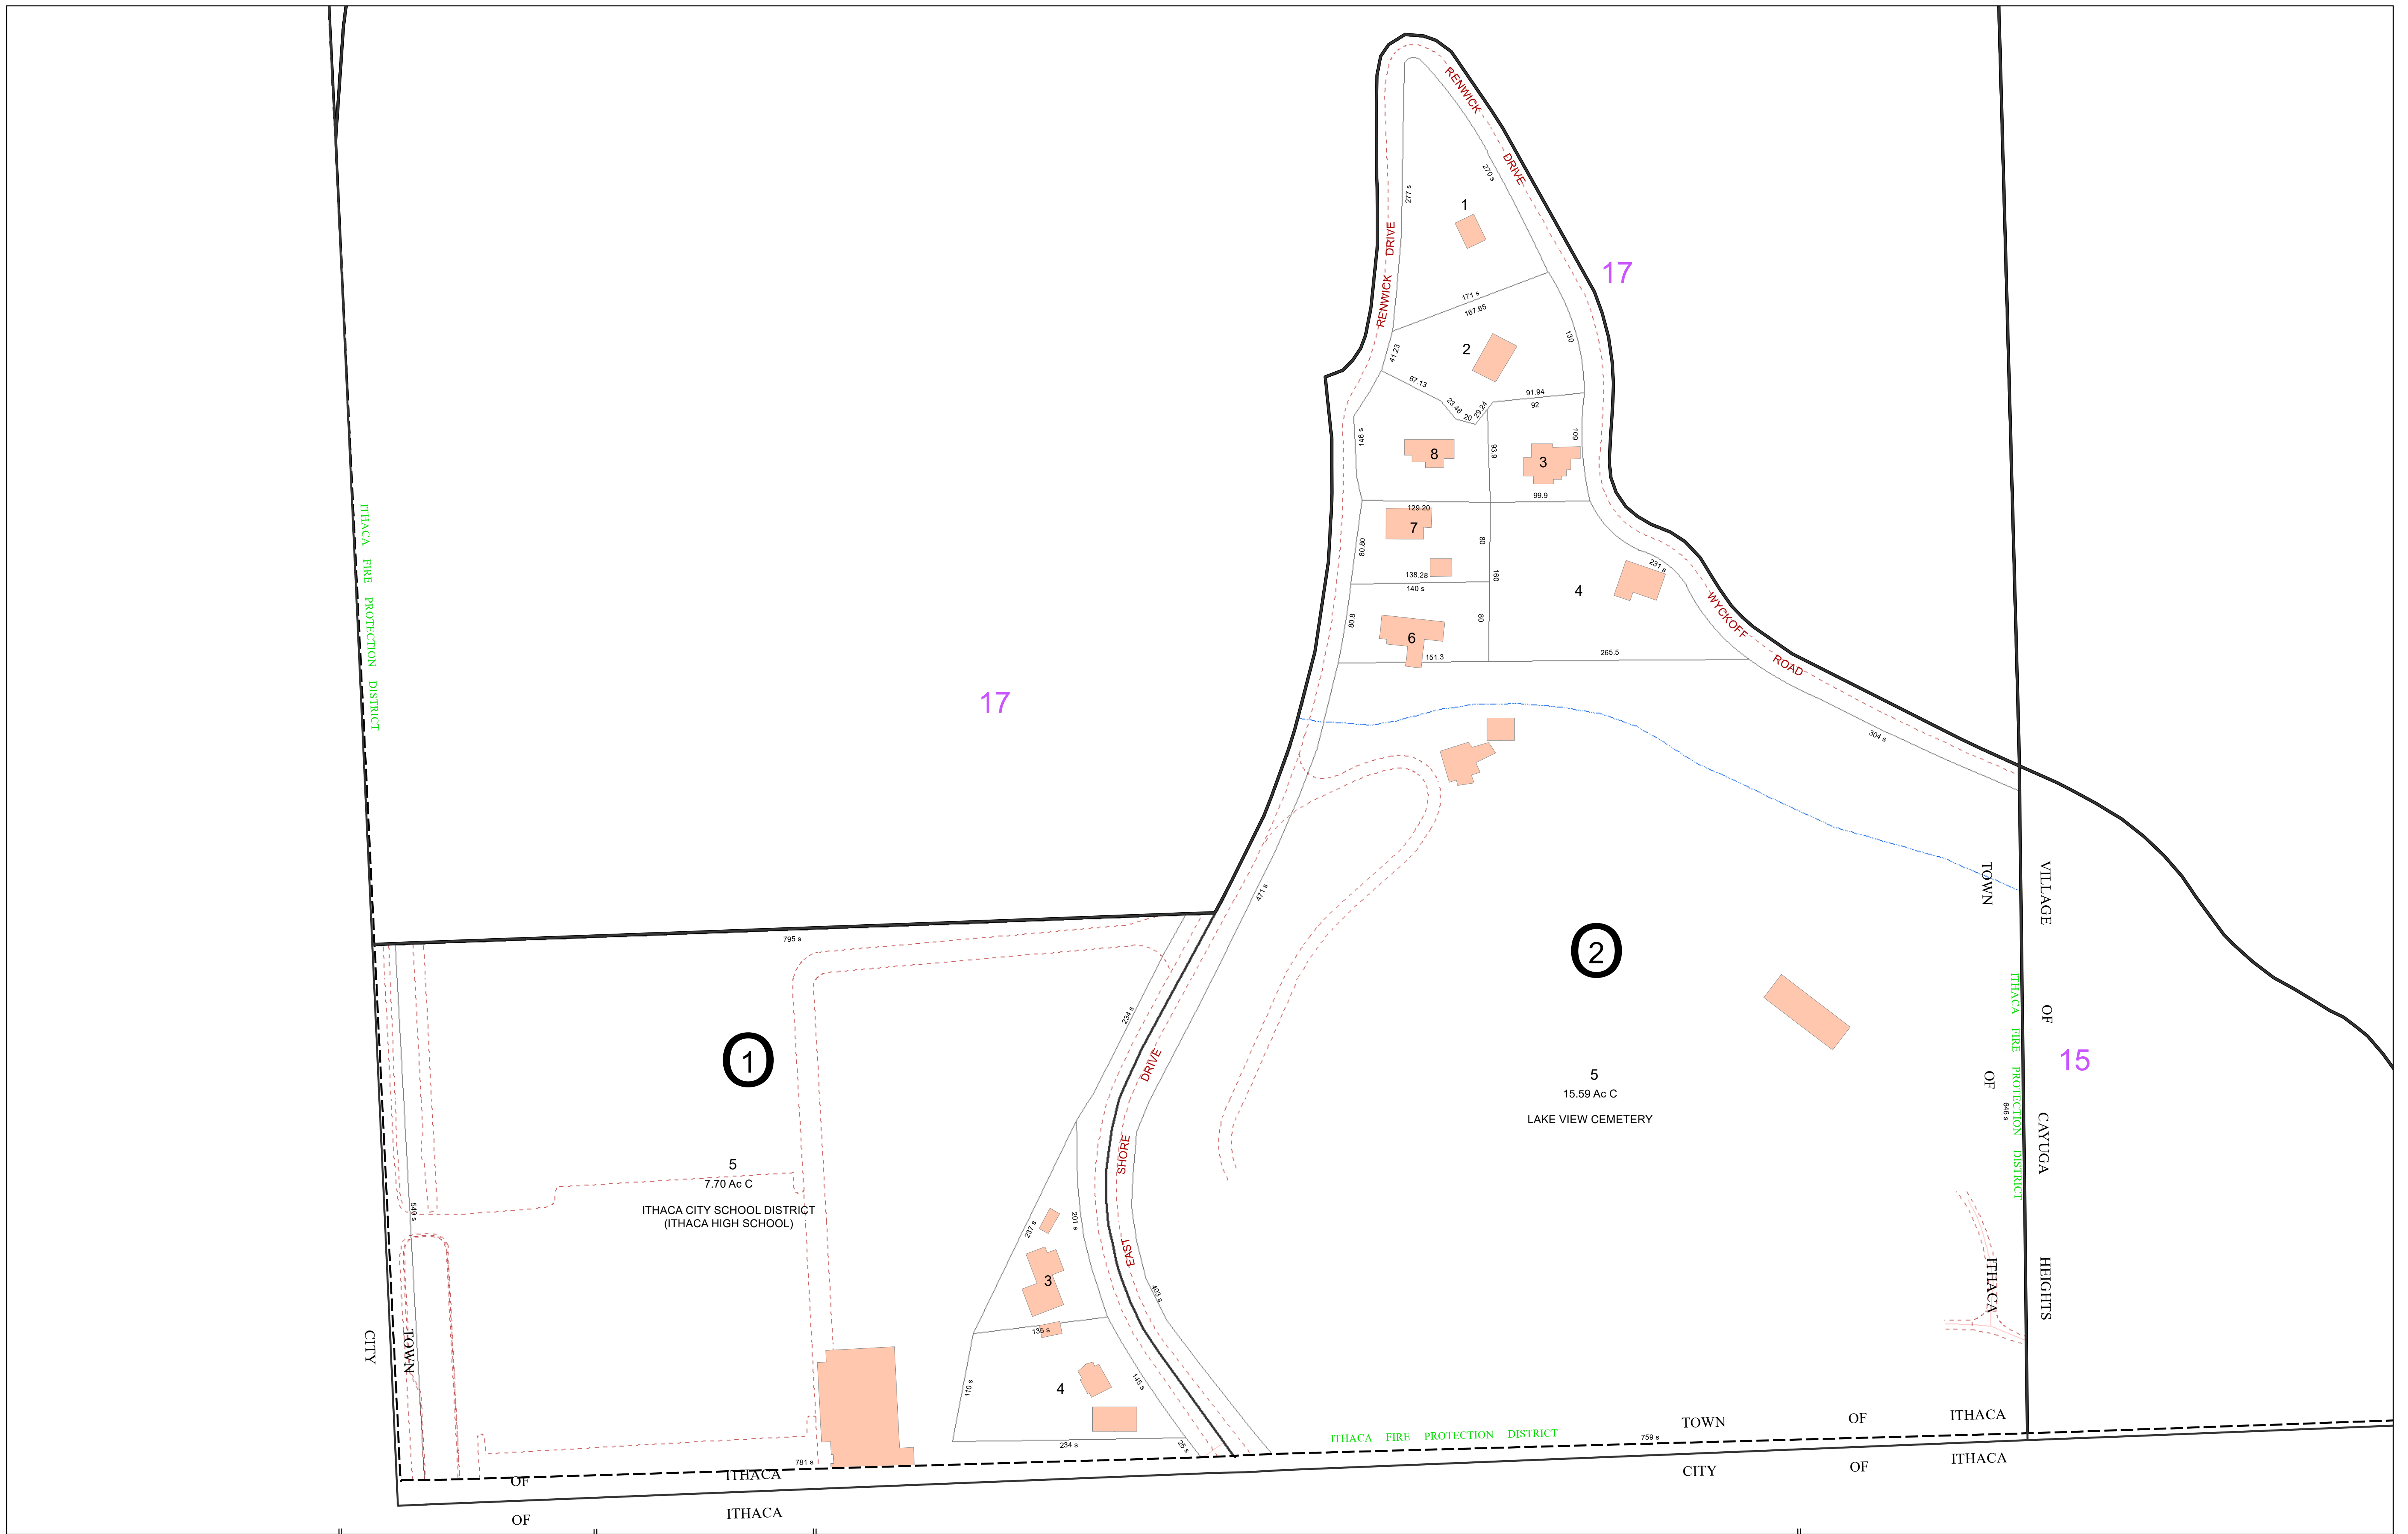 RENWICK DRIVE
270 s
277 s
1
RENWICK DRIVE
17
171 s
167.65
130
2
41.23
67.13
23.46
20
29.24
91.94
92
146 s
109
8
93.9
3
99.9
129.20
7
80.80
80
138.28
140 s
160
231 s
4
WYCKOFF ROAD
80.8
80
6
151.3
265.5
304 s
ITHACA FIRE PROTECTION DISTRICT
17
471 s
TOWN OF ITHACA
VILLAGE OF CAYUGA HEIGHTS
795 s
2
ITHACA FIRE PROTECTION DISTRICT
15
646 s
234 s
1
EAST SHORE DRIVE
5
15.59 Ac C
LAKE VIEW CEMETERY
5
7.70 Ac C
ITHACA CITY SCHOOL DISTRICT
(ITHACA HIGH SCHOOL)
540 s
237 s
201 s
3
403 s
135 s
CITY
TOWN
110 s
4
145 s
234 s
25 s
ITHACA FIRE PROTECTION DISTRICT
759 s
TOWN OF ITHACA
CITY OF ITHACA
781 s
OF ITHACA
OF ITHACA